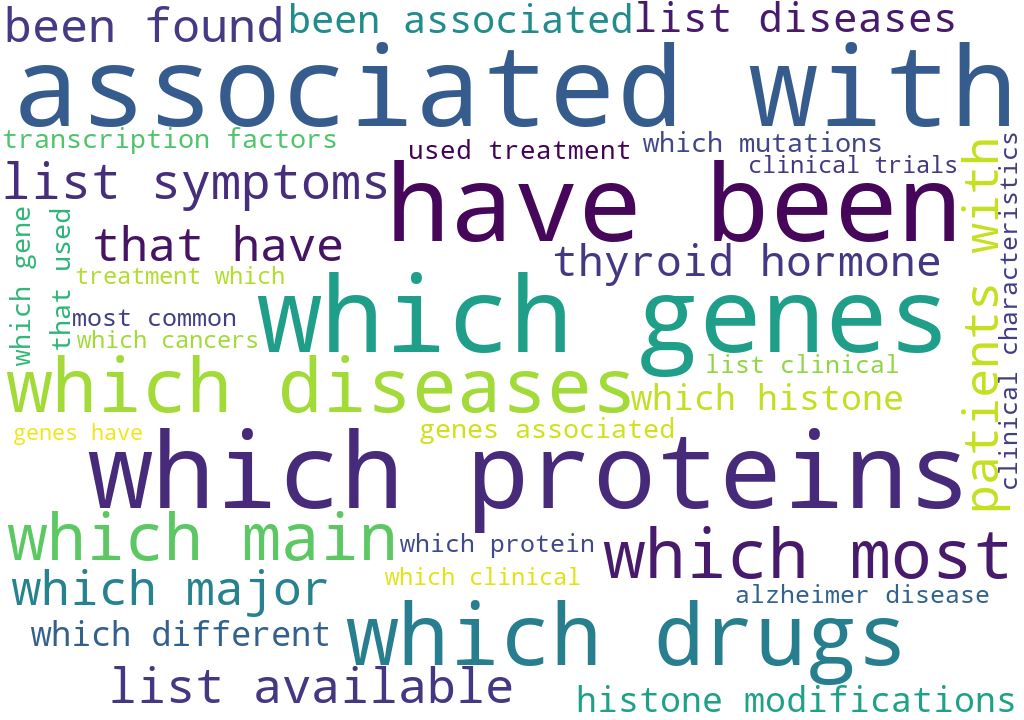 been found
been associated
list diseases
associated with
transcription factors
used treatment
which mutations
clinical trials
list symptoms
have been
patients with
clinical characteristics
which gene
that used
that have
thyroid hormone
treatment which
which genes
most common
which cancers
which diseases
list clinical
which histone
genes have
genes associated
which proteins
which main
which protein
which most
which major
which clinical
alzheimer disease
which different
which drugs
list available
histone modifications